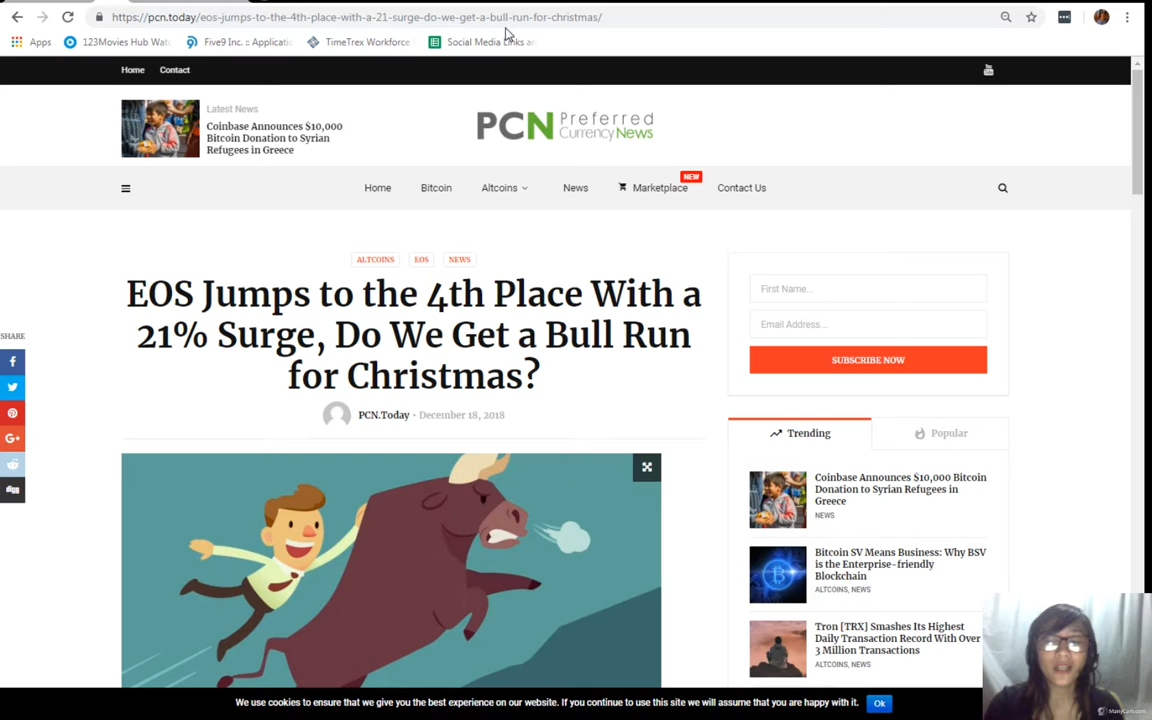 https://pcn.today/eos-jumps-to-the-4th-place-with-a-21-surge-do-we-get-a-bull-run-for-christmas/
Apps
123Movies Hub Watc
Five9 Inc. :: Applicatio
TimeTrex Workforce
Social Media Links an
Home
Contact
You
Latest News
Coinbase Announces $10,000
Bitcoin Donation to Syrian
Refugees in Greece
PCN Preferred
Currency News
Home
Bitcoin
Altcoins
News
Marketplace
NEW
Contact Us
ALTCOINS
EOS
NEWS
EOS Jumps to the 4th Place With a
21% Surge, Do We Get a Bull Run
for Christmas?
PCN.Today - December 18, 2018
SHARE
First Name...
Email Address...
SUBSCRIBE NOW
Trending
Popular
Coinbase Announces $10,000 Bitcoin
Donation to Syrian Refugees in
Greece
NEWS
Bitcoin SV Means Business: Why BSV
is the Enterprise-friendly
Blockchain
ALTCOINS, NEWS
Tron [TRX] Smashes Its Highest
Daily Transaction Record With Over
3 Million Transactions
ALTCOINS, NEWS
We use cookies to ensure that we give you the best experience on our website. If you continue to use this site we will assume that you are happy with it.
Ok
ManyCam.com